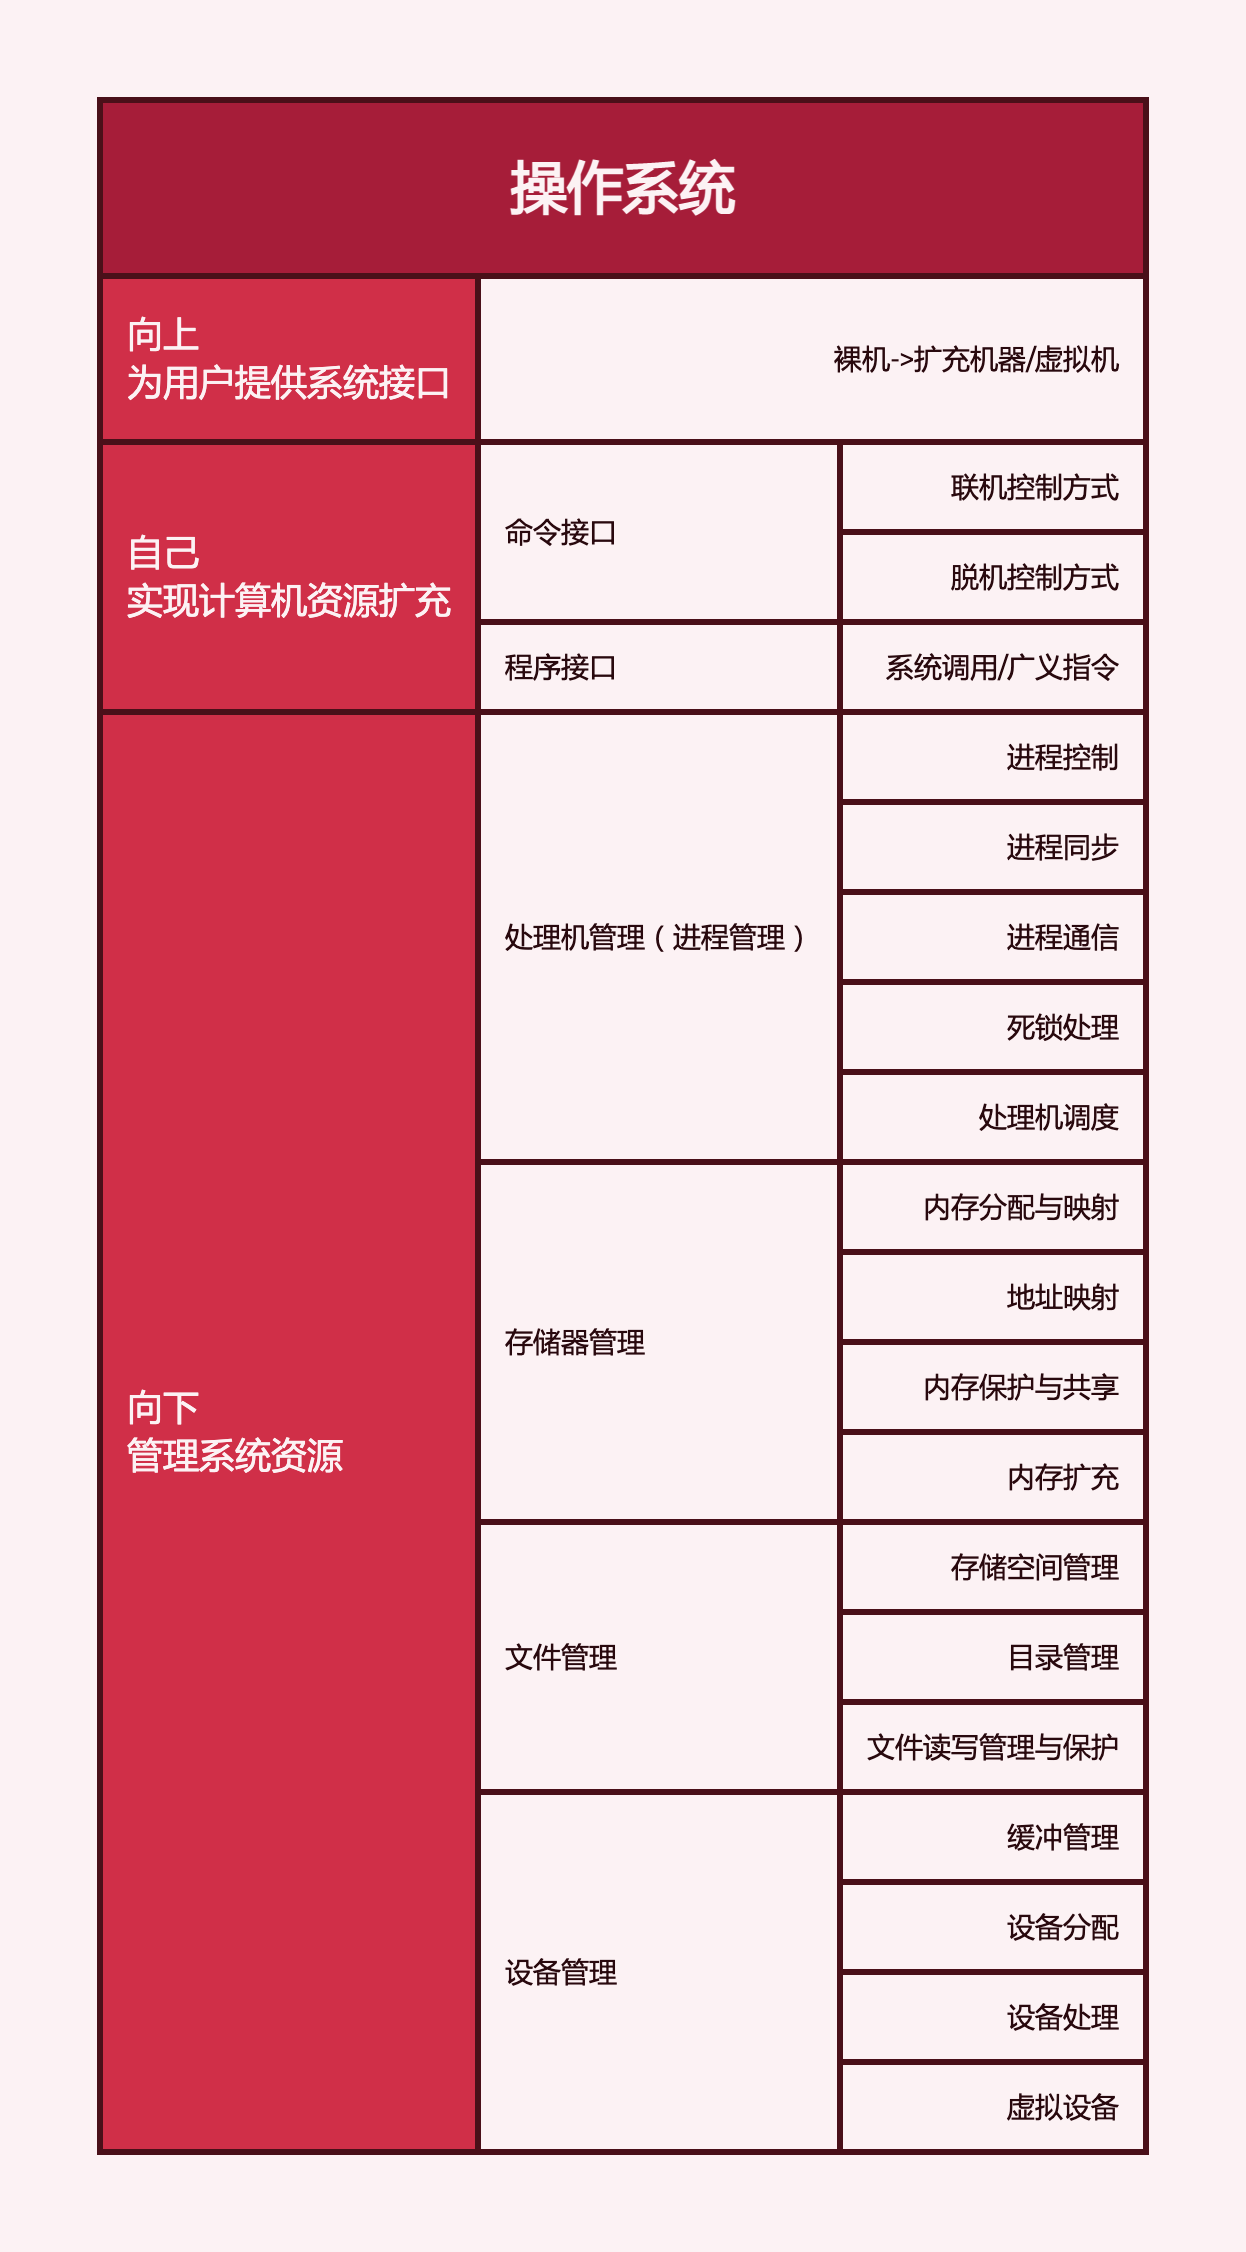 操作系统
向上
为用户提供系统接口
裸机->扩充机器/虚拟机
自己
实现计算机资源扩充
命令接口
联机控制方式
脱机控制方式
程序接口
系统调用/广义指令
向下
管理系统资源
处理机管理（进程管理）
进程控制
进程同步
进程通信
死锁处理
处理机调度
存储器管理
内存分配与映射
地址映射
内存保护与共享
内存扩充
文件管理
存储空间管理
目录管理
文件读写管理与保护
设备管理
缓冲管理
设备分配
设备处理
虚拟设备